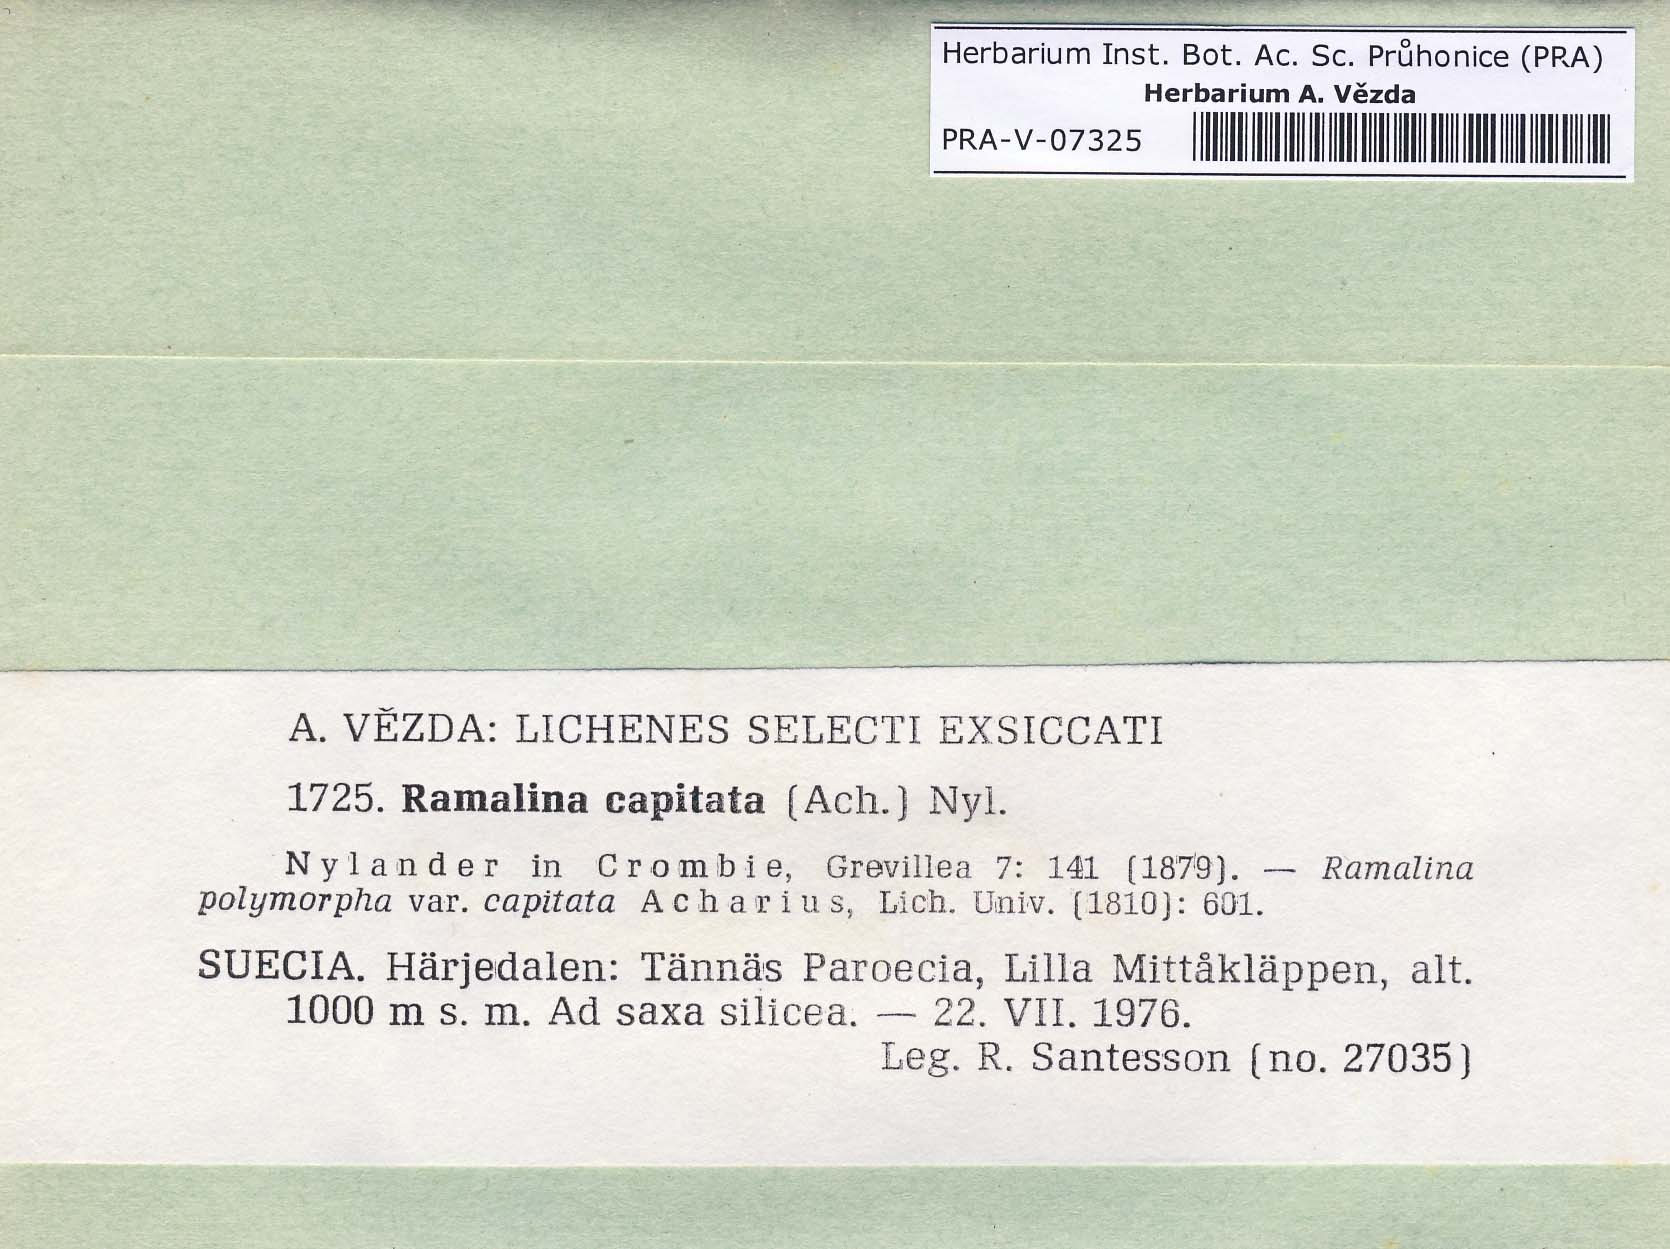 Herbarium Inst. Bot. Ac. Sc. Průhonice (PRA)
Herbarium A. Vězda
PRA-V-07325
A. VĚZDA: LICHENES SELECTI EXSICCATI
1725. Ramalina capitata (Ach.) Nyl.
Nylander in Crombie, Grevillea 7: 141 (1879). — Ramalina
polymorpha var. capitata Acharius, Lich. Univ. (1810): 601.
SUECIA. Härjedalen: Tännäs Paroecia, Lilla Mittåkläppen, alt.
1000 m s. m. Ad saxa silicea. — 22. VII. 1976.
Leg. R. Santesson (no. 27035)